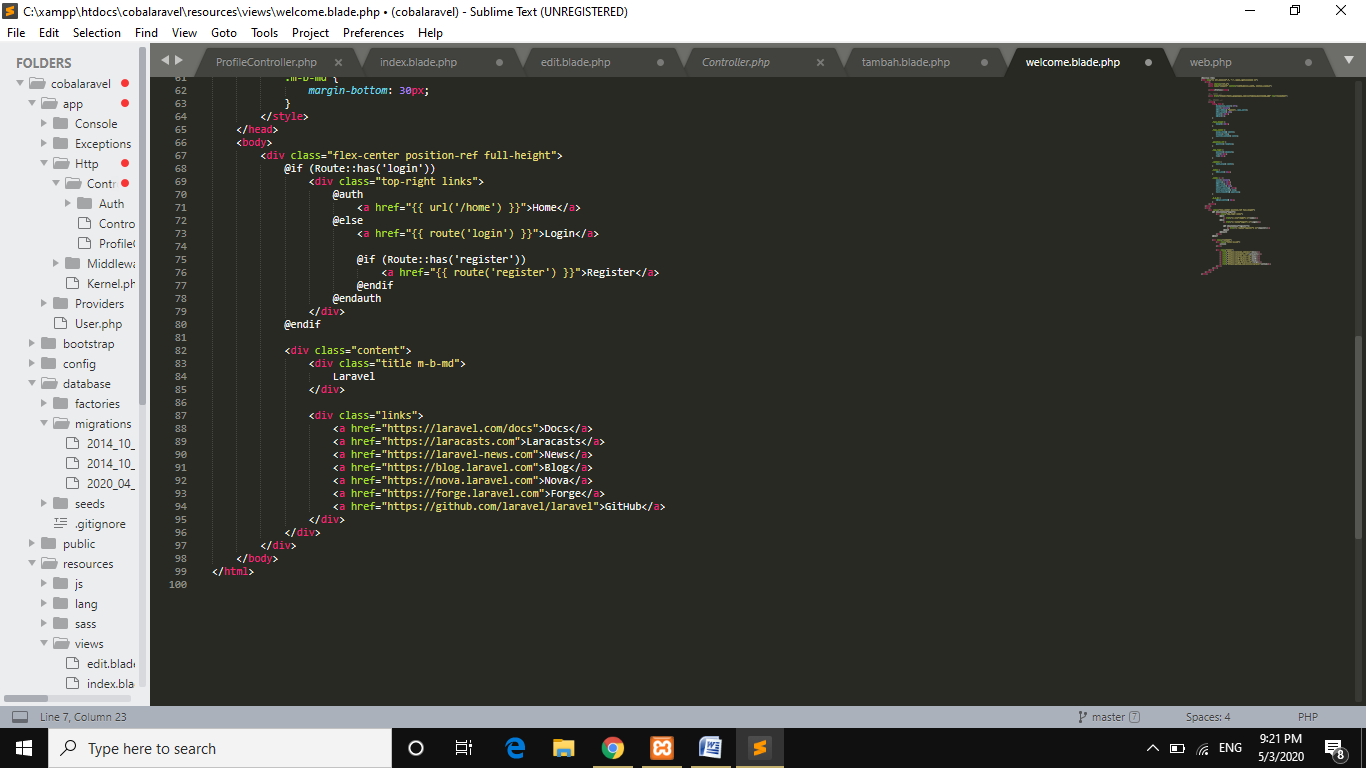 C:\xampp\htdocs\cobalaravel\resources\views\welcome.blade.php • (cobalaravel) - Sublime Text (UNREGISTERED)
File Edit Selection Find View Goto Tools Project Preferences Help
FOLDERS
cobalaravel
app
Console
Exceptions
Http
Contr
Auth
Contro
Profile
Middlewa
Kernel.ph
Providers
User.php
bootstrap
config
database
factories
migrations
2014_10_
2014_10_
2020_04_
seeds
.gitignore
public
resources
js
lang
sass
views
edit.blade
index.bla
ProfileController.php index.blade.php edit.blade.php Controller.php tambah.blade.php welcome.blade.php web.php
61 .m-b-md {
62 margin-bottom: 30px;
63 }
64 </style>
65 </head>
66 <body>
67 <div class="flex-center position-ref full-height">
68 @if (Route::has('login'))
69 <div class="top-right links">
70 @auth
71 <a href="{{ url('/home') }}">Home</a>
72 @else
73 <a href="{{ route('login') }}">Login</a>
74
75 @if (Route::has('register'))
76 <a href="{{ route('register') }}">Register</a>
77 @endif
78 @endauth
79 </div>
80 @endif
81
82 <div class="content">
83 <div class="title m-b-md">
84 Laravel
85 </div>
86
87 <div class="links">
88 <a href="https://laravel.com/docs">Docs</a>
89 <a href="https://laracasts.com">Laracasts</a>
90 <a href="https://laravel-news.com">News</a>
91 <a href="https://blog.laravel.com">Blog</a>
92 <a href="https://nova.laravel.com">Nova</a>
93 <a href="https://forge.laravel.com">Forge</a>
94 <a href="https://github.com/laravel/laravel">GitHub</a>
95 </div>
96 </div>
97 </div>
98 </body>
99 </html>
100
Line 7, Column 23 master 7 Spaces: 4 PHP
Type here to search ENG 9:21 PM
5/3/2020 8